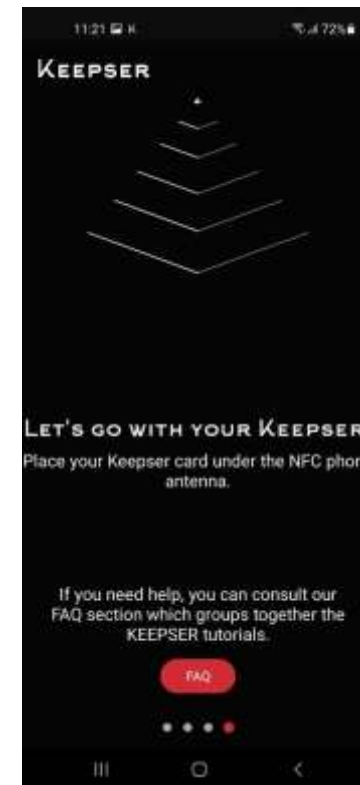 11:21 K 72%
KEEPSER
LET'S GO WITH YOUR KEEPSER
Place your Keepser card under the NFC phon
antenna.
If you need help, you can consult our
FAQ section which groups together the
KEEPSER tutorials.
FAQ